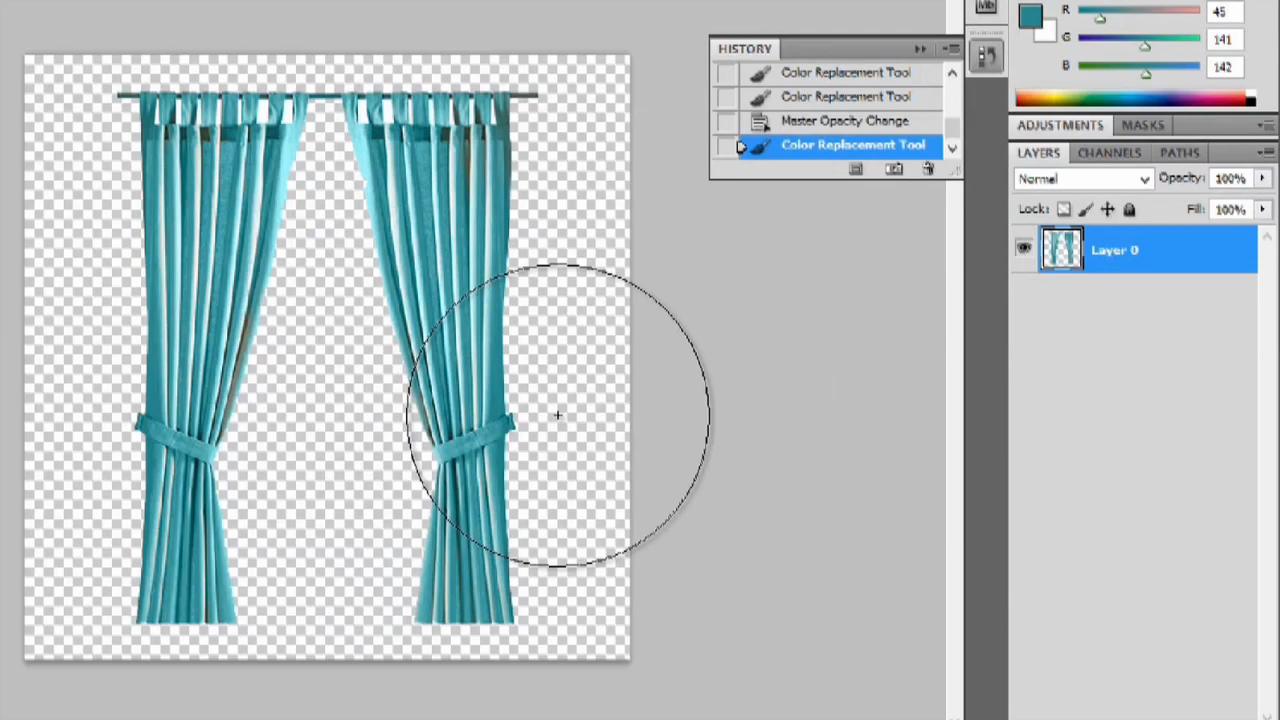 Mb
R 45
G 141
B 142
HISTORY
Color Replacement Tool
Color Replacement Tool
Master Opacity Change
Color Replacement Tool
ADJUSTMENTS MASKS
LAYERS CHANNELS PATHS
Normal Opacity: 100%
Lock: Fill: 100%
Layer 0